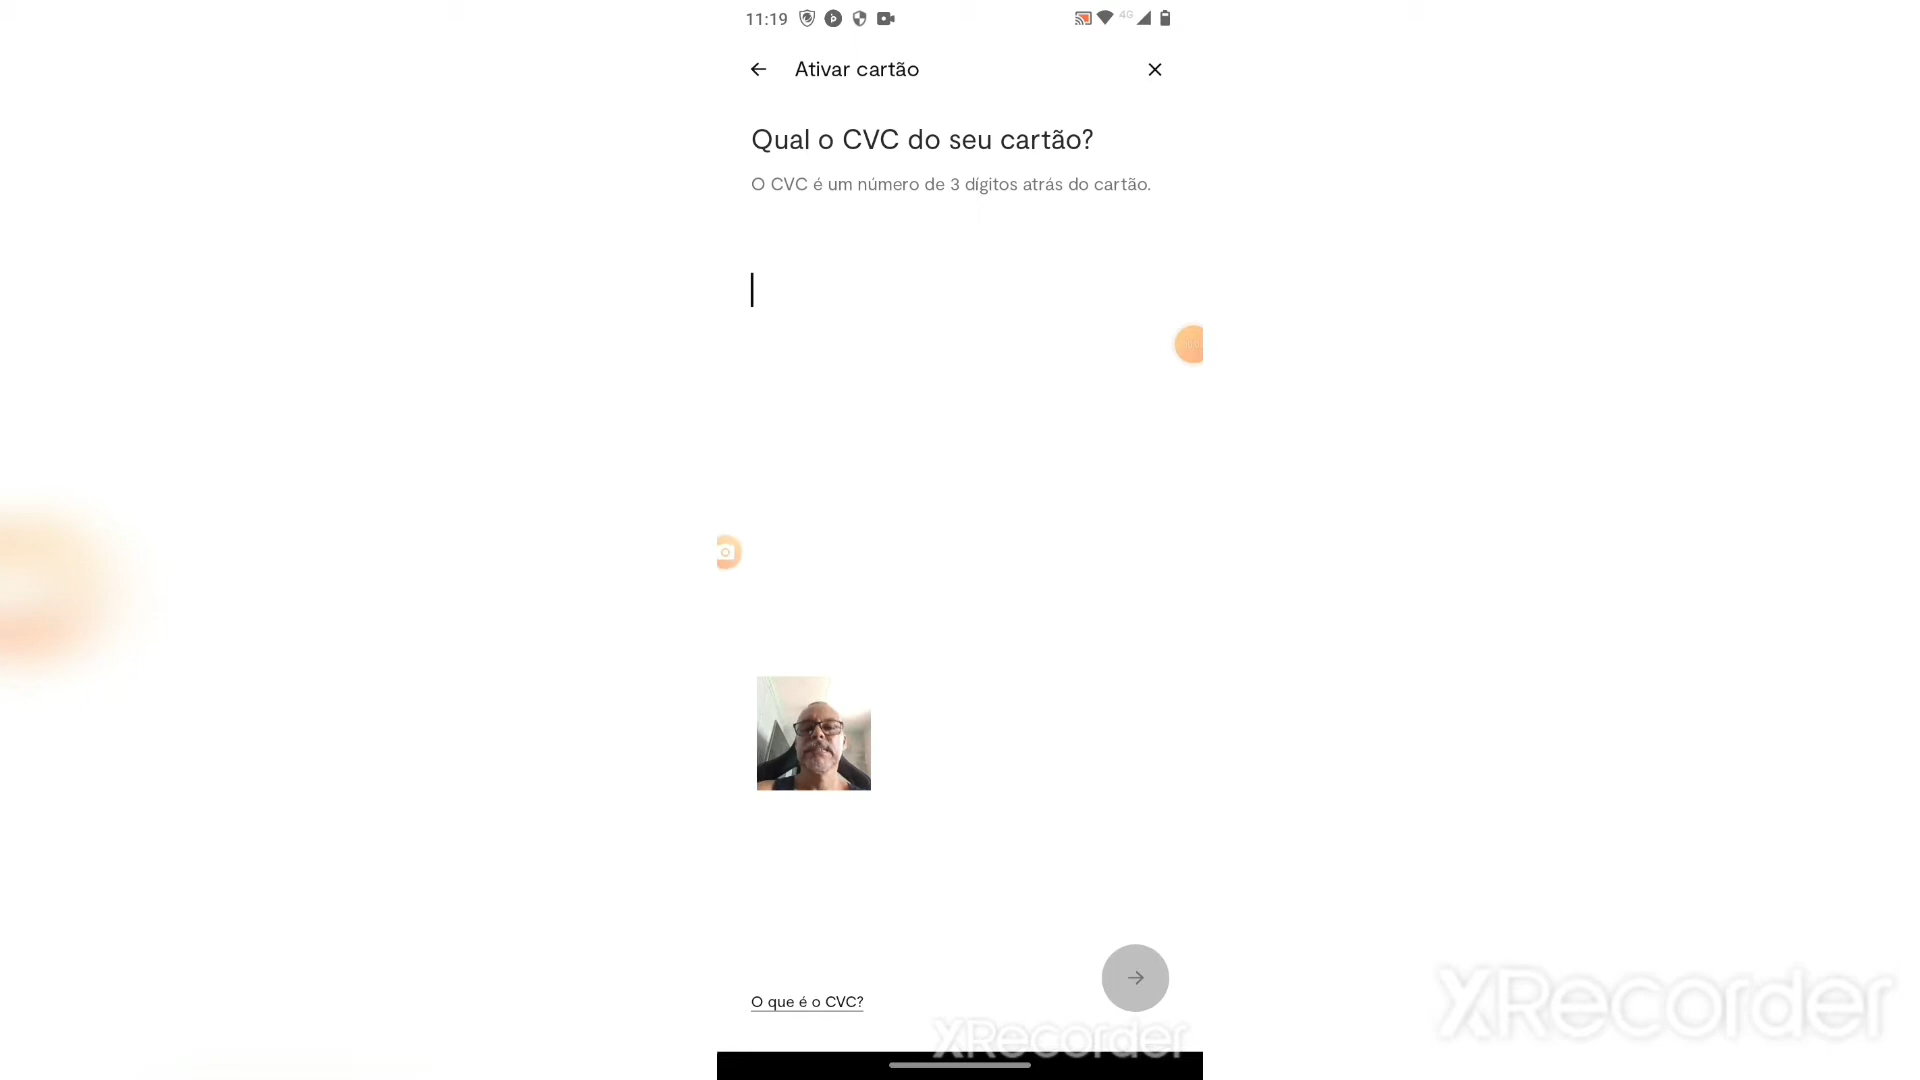 11:19
4G
Ativar cartão
Qual o CVC do seu cartão?
O CVC é um número de 3 dígitos atrás do cartão.
O que é o CVC?
XRecorder
XRecorder